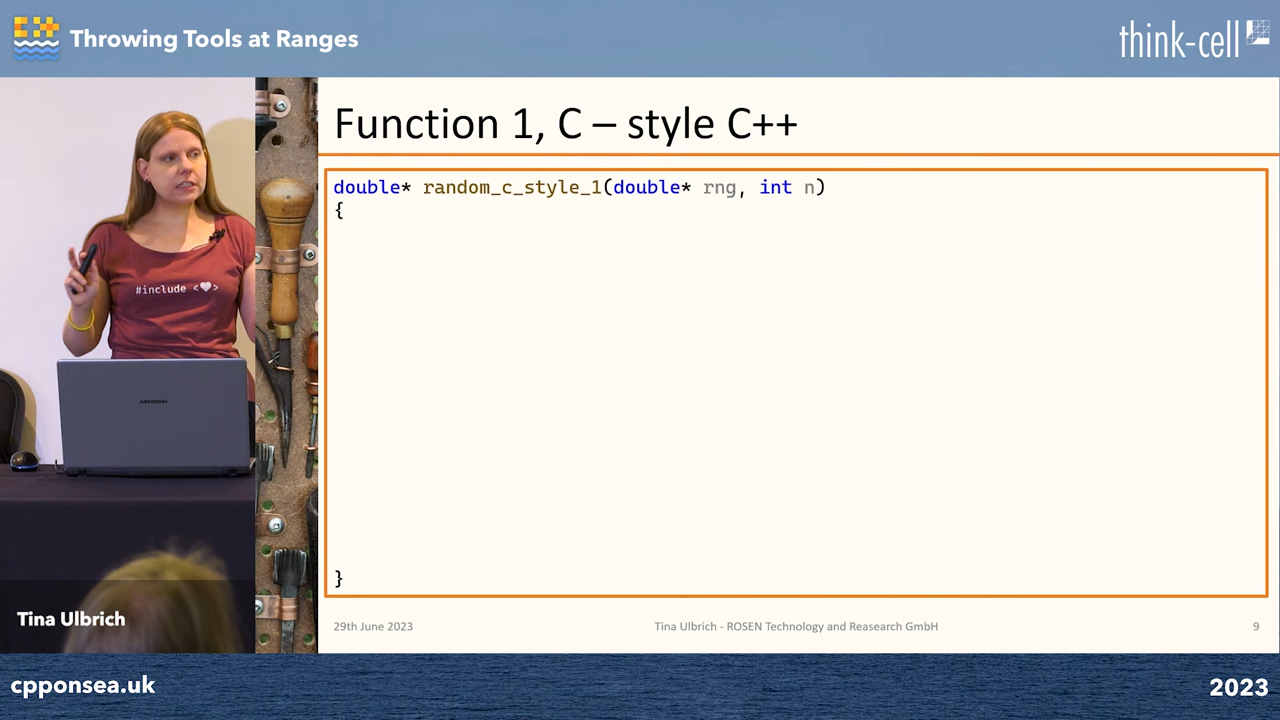 Throwing Tools at Ranges
think-cell
Function 1, C – style C++
double* random_c_style_1(double* rng, int n)
{
}
#include <♥>
MEDION
Tina Ulbrich
29th June 2023
Tina Ulbrich - ROSEN Technology and Reasearch GmbH
9
cpponsea.uk
2023